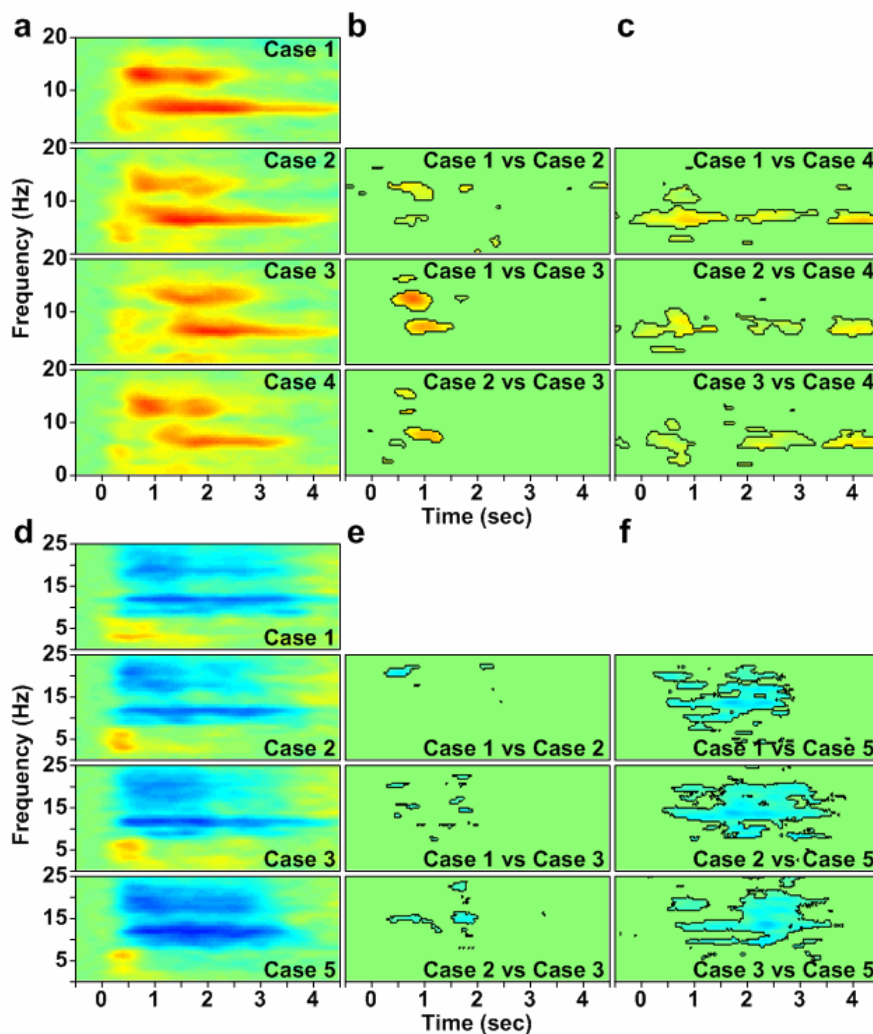 a
b
c
20
10
20
Case 1
Case 2
10
20
Case 3
10
20
Case 4
10
0
Frequency (Hz)
0 1 2 3 4
Case 1 vs Case 2
Case 1 vs Case 3
Case 2 vs Case 3
0 1 2 3 4
Time (sec)
Case 1 vs Case 4
Case 2 vs Case 4
Case 3 vs Case 4
0 1 2 3 4
d
e
f
25
15
5
25
Case 1
15
5
25
Case 2
15
5
25
Case 3
15
5
Case 5
Frequency (Hz)
0 1 2 3 4
Case 1 vs Case 2
Case 1 vs Case 3
Case 2 vs Case 3
0 1 2 3 4
Time (sec)
Case 1 vs Case 5
Case 2 vs Case 5
Case 3 vs Case 5
0 1 2 3 4